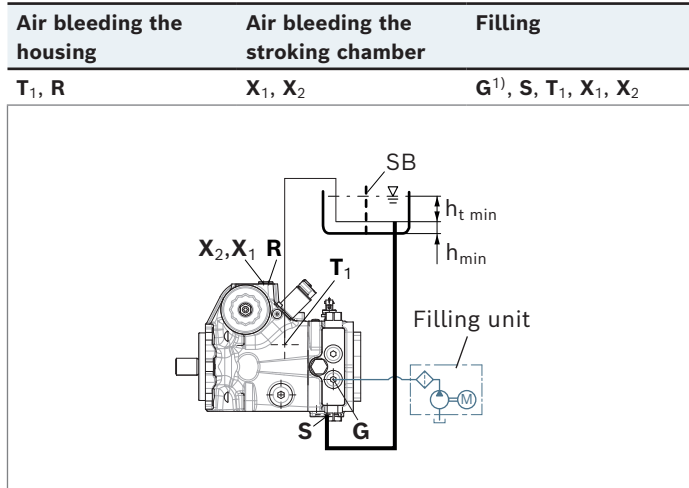 Air bleeding the housing
Air bleeding the stroking chamber
Filling
T₁, R
X₁, X₂
G¹⁾, S, T₁, X₁, X₂
SB
hₜ ₘᵢₙ
hₘᵢₙ
X₂,X₁ R
T₁
Filling unit
M
S
G